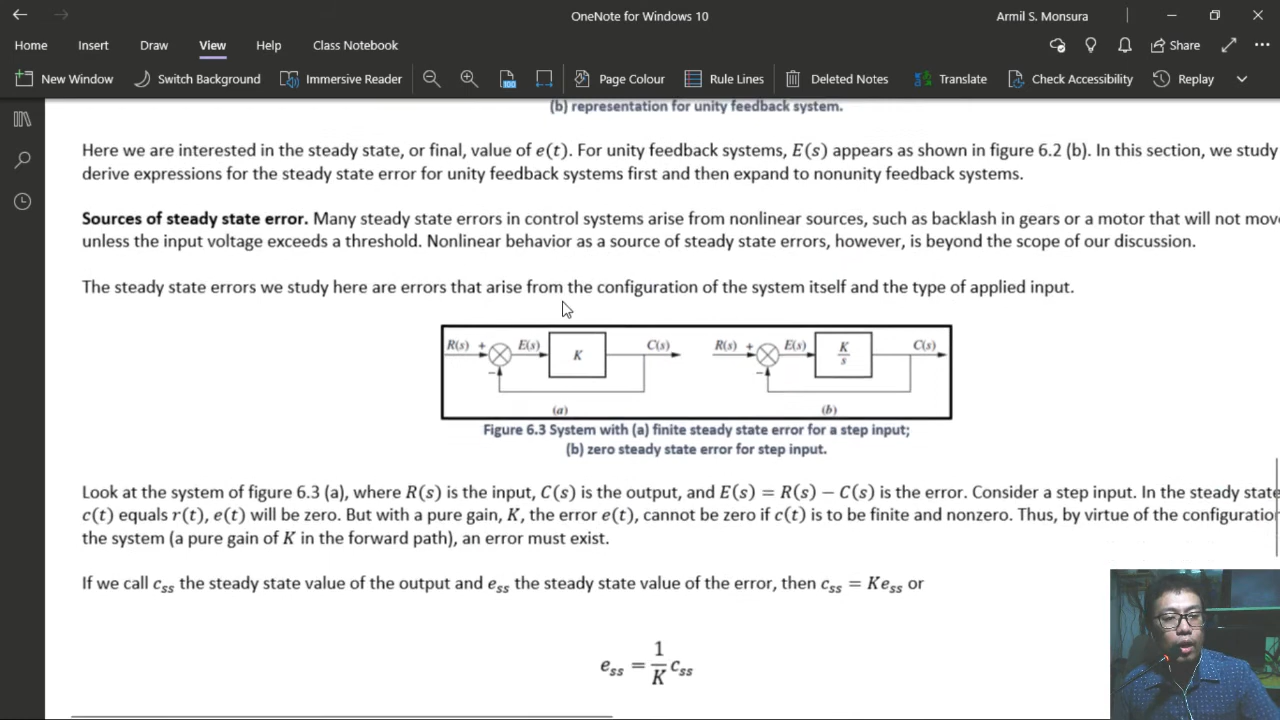 OneNote for Windows 10
Armil S. Monsura
Home Insert Draw View Help Class Notebook Share
New Window Switch Background Immersive Reader 100 Page Colour Rule Lines Deleted Notes Translate Check Accessibility Replay
(b) representation for unity feedback system.
Here we are interested in the steady state, or final, value of e(t). For unity feedback systems, E(s) appears as shown in figure 6.2 (b). In this section, we study
derive expressions for the steady state error for unity feedback systems first and then expand to nonunity feedback systems.
Sources of steady state error. Many steady state errors in control systems arise from nonlinear sources, such as backlash in gears or a motor that will not mov
unless the input voltage exceeds a threshold. Nonlinear behavior as a source of steady state errors, however, is beyond the scope of our discussion.
The steady state errors we study here are errors that arise from the configuration of the system itself and the type of applied input.
R(s) + E(s) K C(s) R(s) + E(s) K/s C(s)
− −
(a) (b)
Figure 6.3 System with (a) finite steady state error for a step input;
(b) zero steady state error for step input.
Look at the system of figure 6.3 (a), where R(s) is the input, C(s) is the output, and E(s) = R(s) − C(s) is the error. Consider a step input. In the steady state
c(t) equals r(t), e(t) will be zero. But with a pure gain, K, the error e(t), cannot be zero if c(t) is to be finite and nonzero. Thus, by virtue of the configuratio
the system (a pure gain of K in the forward path), an error must exist.
If we call c_ss the steady state value of the output and e_ss the steady state value of the error, then c_ss = Ke_ss or
e_ss = 1/K c_ss